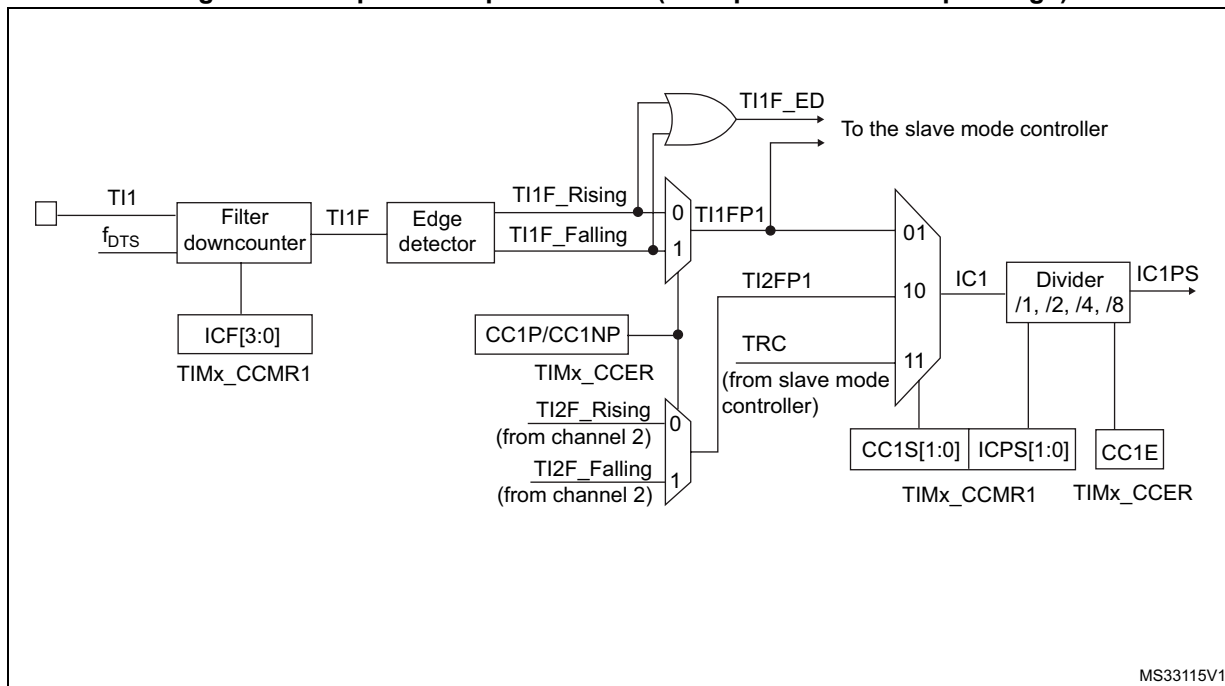 TI1F_ED
To the slave mode controller
TI1
f_DTS
Filter
downcounter
TI1F
Edge
detector
TI1F_Rising
TI1F_Falling
0
1
TI1FP1
01
TI2FP1
10
IC1
Divider
/1, /2, /4, /8
IC1PS
ICF[3:0]
TIMx_CCMR1
CC1P/CC1NP
TIMx_CCER
TRC
11
(from slave mode
controller)
TI2F_Rising
0
(from channel 2)
TI2F_Falling
1
(from channel 2)
CC1S[1:0]
ICPS[1:0]
CC1E
TIMx_CCMR1
TIMx_CCER
MS33115V1